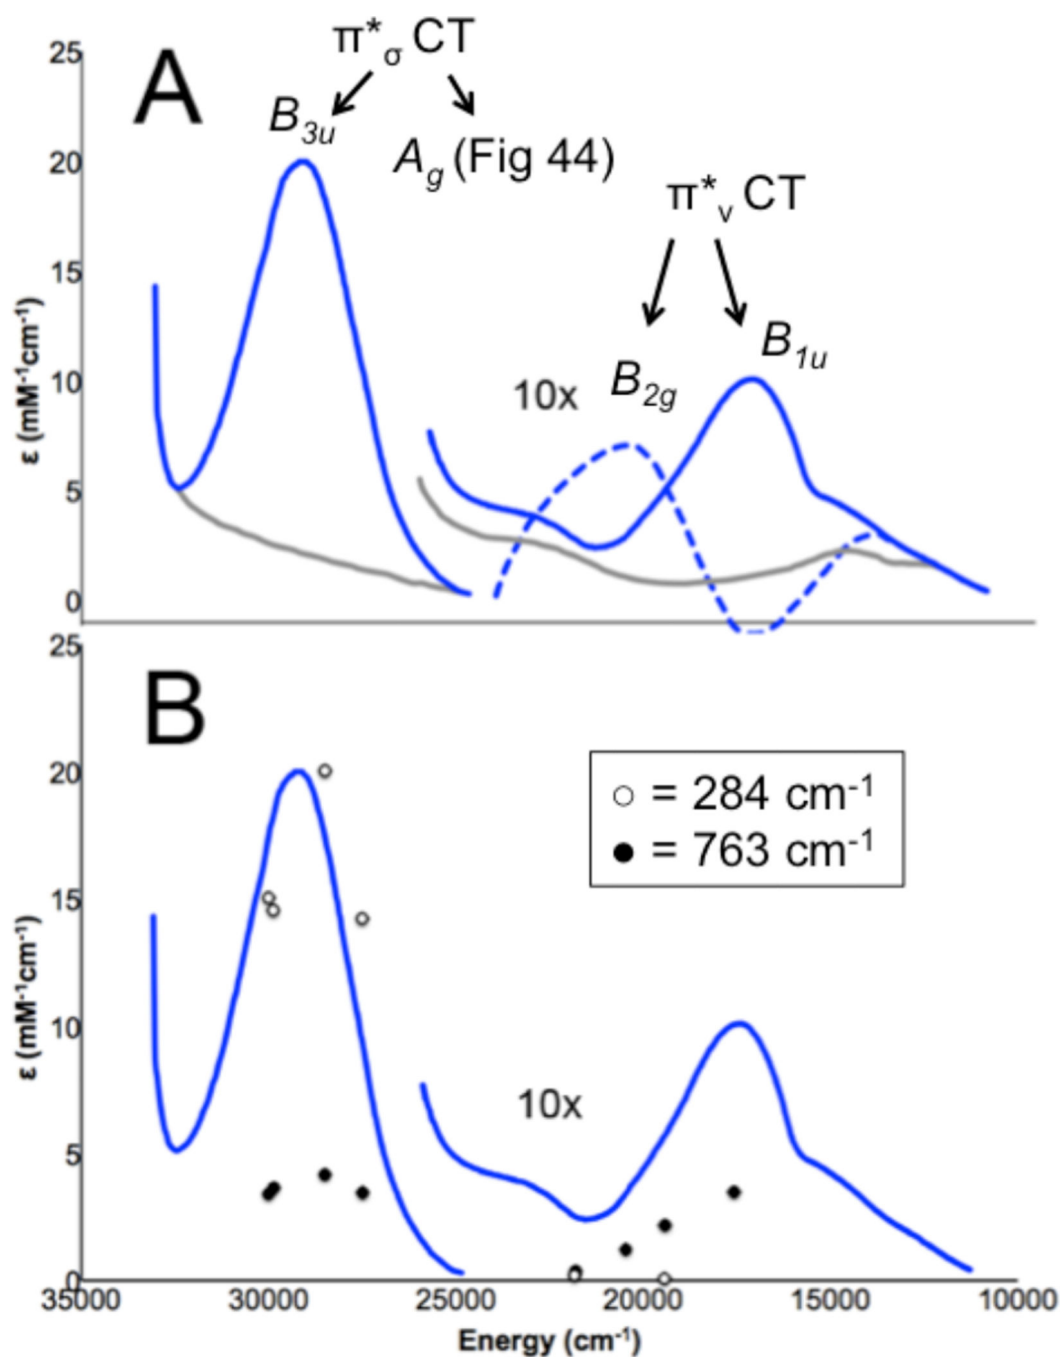 A
π*σ CT
B3u
Ag (Fig 44)
π*v CT
B2g
B1u
10x
ε (mM-1cm-1)
25
20
15
10
5
0
B
○ = 284 cm-1
● = 763 cm-1
10x
ε (mM-1cm-1)
25
20
15
10
5
0
35000 30000 25000 20000 15000 10000
Energy (cm-1)